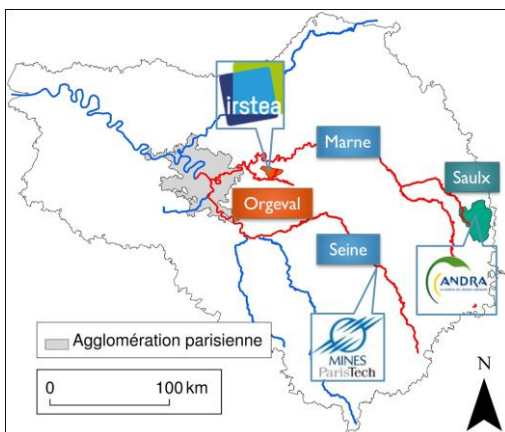 irstea
Marne
Saulx
Orgeval
Seine
ANDRA
MINES
ParisTech
Agglomération parisienne
0 100 km
N